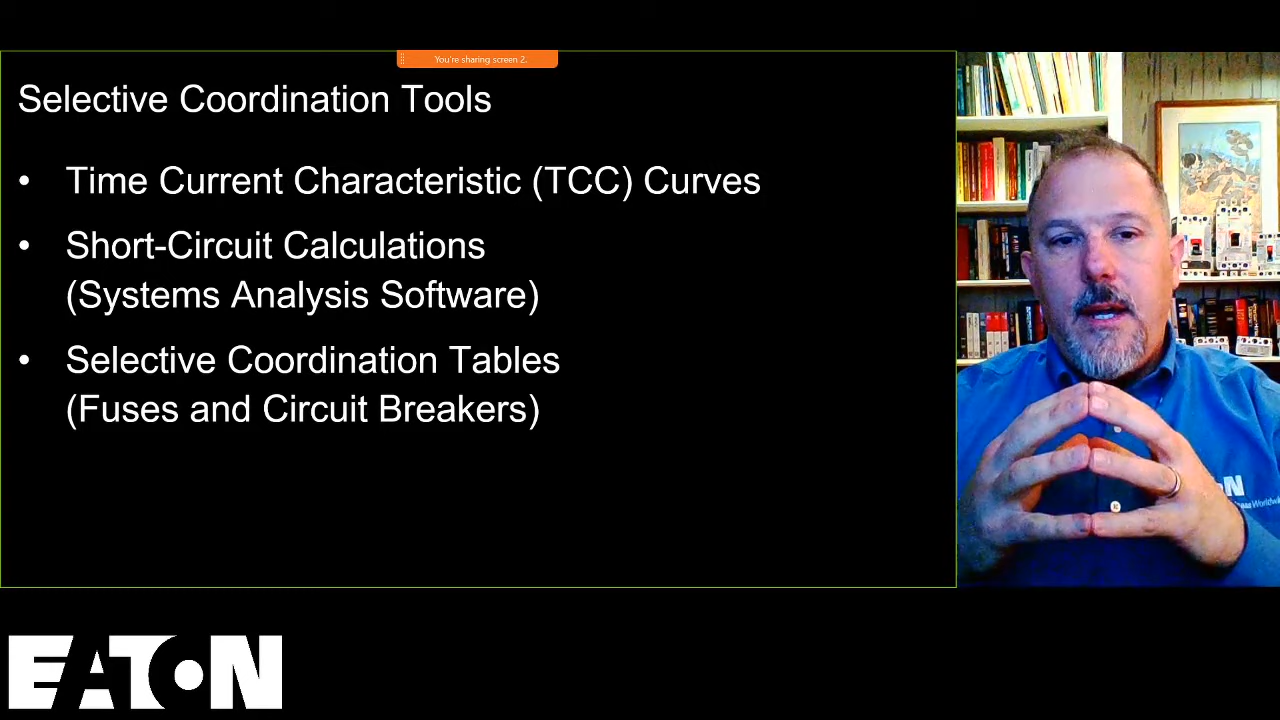 You're sharing screen 2.
Selective Coordination Tools
• Time Current Characteristic (TCC) Curves
• Short-Circuit Calculations
(Systems Analysis Software)
• Selective Coordination Tables
(Fuses and Circuit Breakers)
EATON